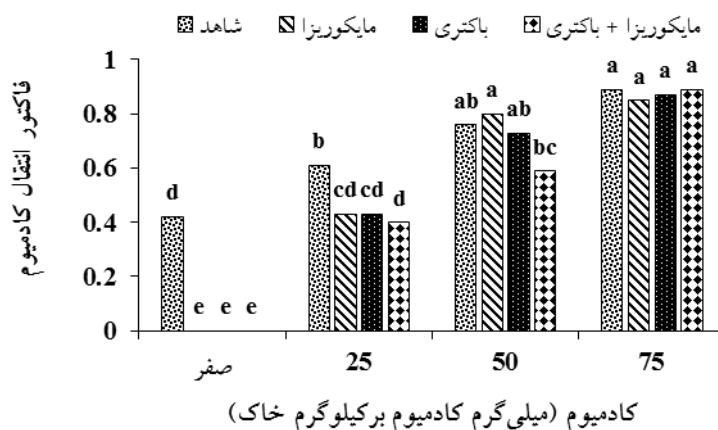 شاهد مایکوریزا باکتری مایکوریزا + باکتری
فاکتور انتقال کادمیوم
1
0.8
0.6
0.4
0.2
0
d e e e
b cd cd d
ab a ab bc
a a a a
صفر 25 50 75
کادمیوم (میلی‌گرم کادمیوم برکیلوگرم خاک)